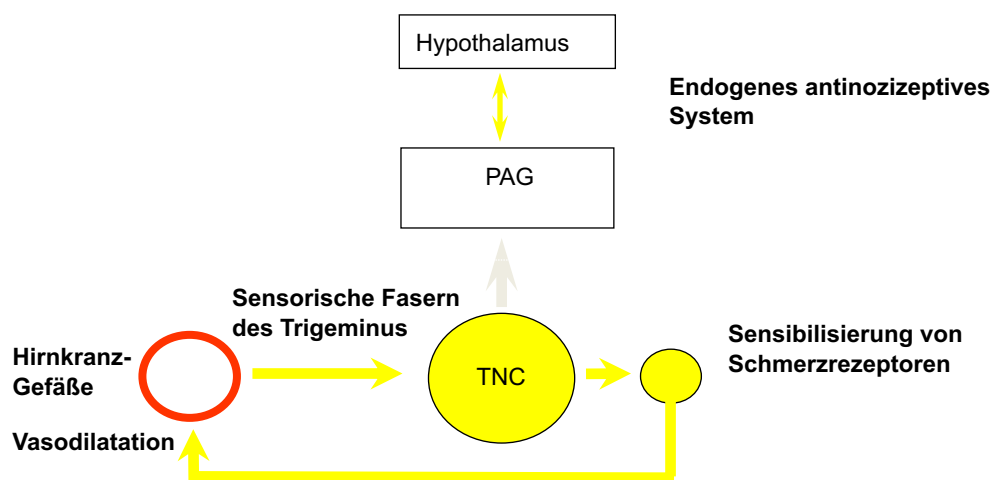 Hypothalamus
Endogenes antinozizeptives
System
PAG
Sensorische Fasern
des Trigeminus
Hirnkranz-
Gefäße
TNC
Sensibilisierung von
Schmerzrezeptoren
Vasodilatation